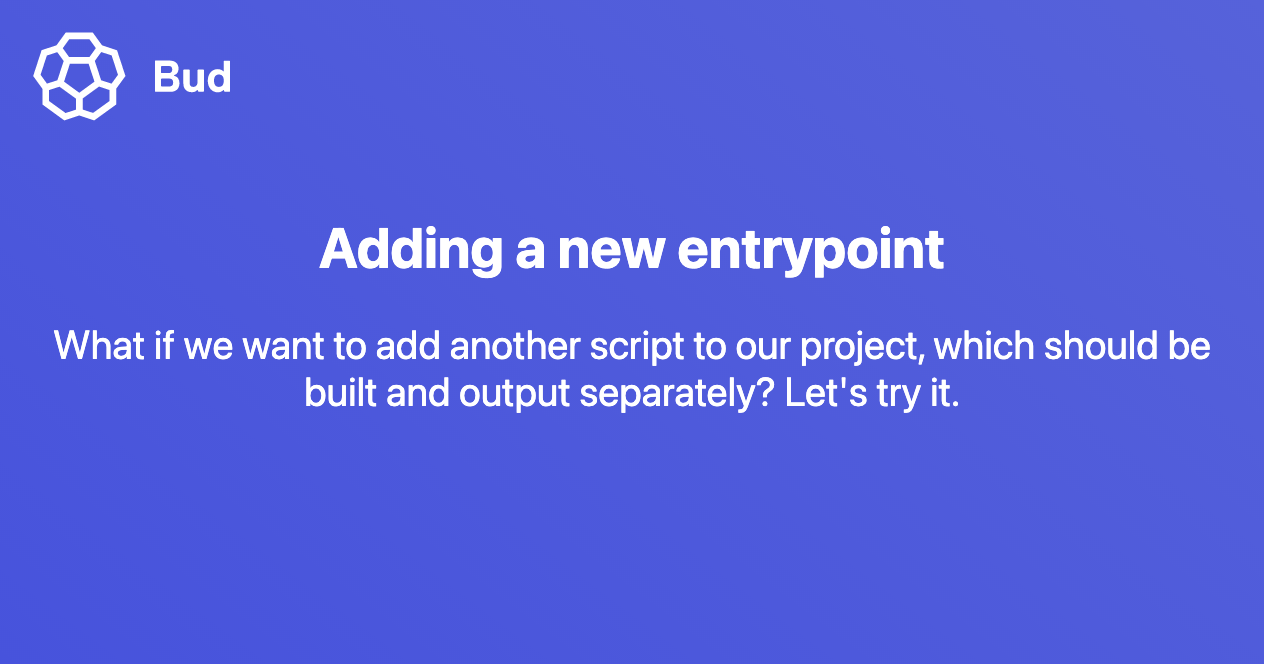 Bud
Adding a new entrypoint
What if we want to add another script to our project, which should be
built and output separately? Let's try it.